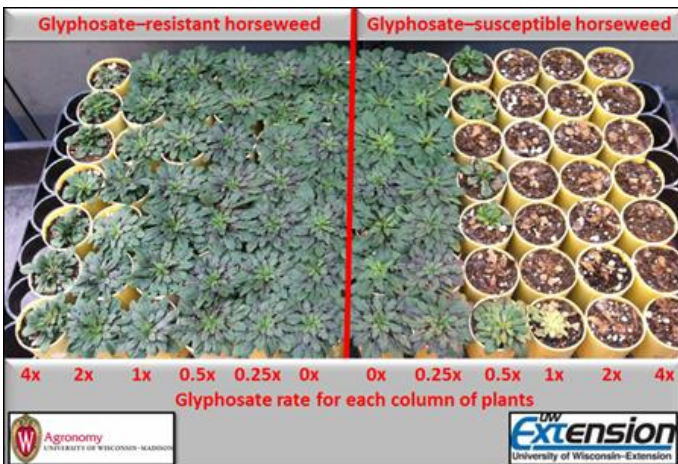 Glyphosate–resistant horseweed
Glyphosate–susceptible horseweed
4x 2x 1x 0.5x 0.25x 0x 0x 0.25x 0.5x 1x 2x 4x
Glyphosate rate for each column of plants
Agronomy
UNIVERSITY OF WISCONSIN–MADISON
UW
Extension
University of Wisconsin–Extension